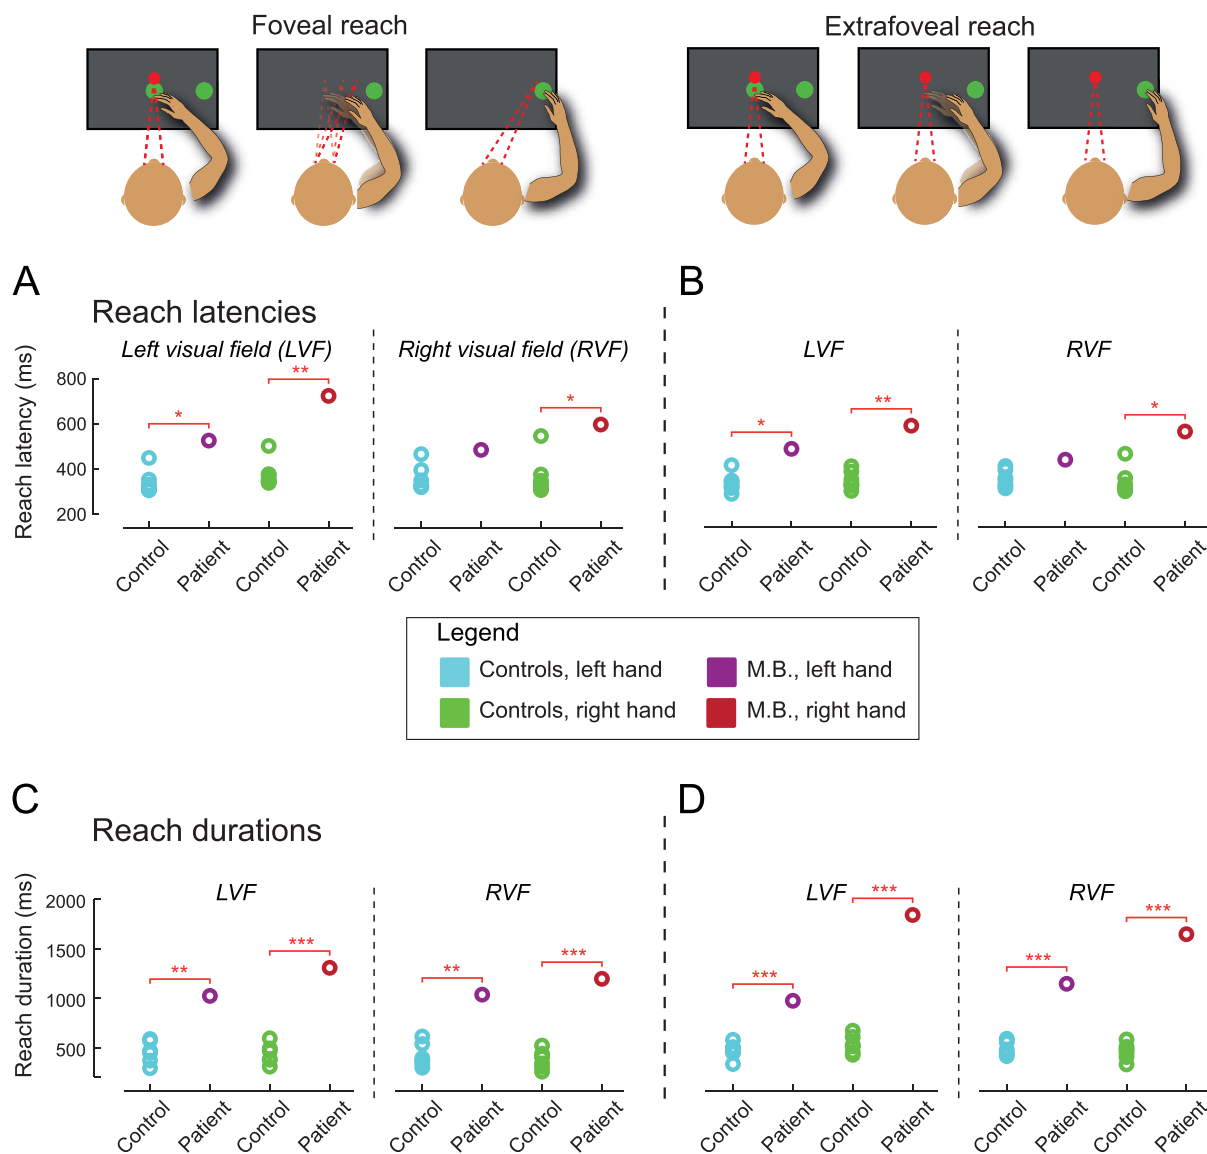 Foveal reach
Extrafoveal reach
A
B
Reach latencies
Left visual field (LVF)
Right visual field (RVF)
LVF
RVF
Reach latency (ms)
800
600
400
200
*
**
*
*
**
*
Control
Patient
Control
Patient
Control
Patient
Control
Patient
Control
Patient
Control
Patient
Control
Patient
Control
Patient
Legend
Controls, left hand
M.B., left hand
Controls, right hand
M.B., right hand
C
D
Reach durations
LVF
RVF
LVF
RVF
Reach duration (ms)
2000
1500
1000
500
**
***
**
***
***
***
***
***
Control
Patient
Control
Patient
Control
Patient
Control
Patient
Control
Patient
Control
Patient
Control
Patient
Control
Patient